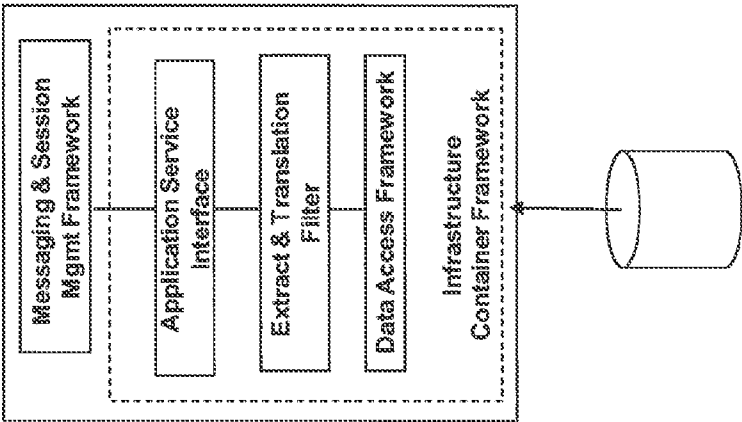 Messaging & Session
Mgmt Framework
Application Service
Interface
Extract & Translation
Filter
Data Access Framework
Infrastructure
Container Framework